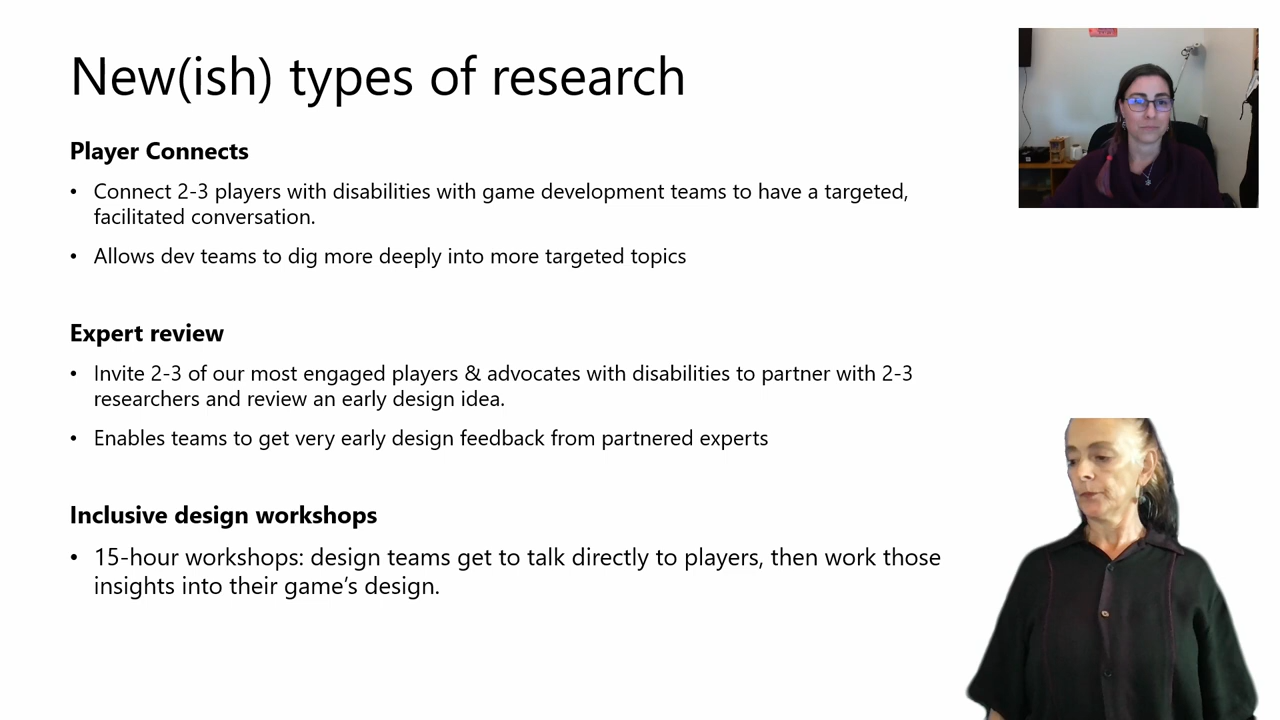 New(ish) types of research
Player Connects
• Connect 2-3 players with disabilities with game development teams to have a targeted,
facilitated conversation.
• Allows dev teams to dig more deeply into more targeted topics
Expert review
• Invite 2-3 of our most engaged players & advocates with disabilities to partner with 2-3
researchers and review an early design idea.
• Enables teams to get very early design feedback from partnered experts
Inclusive design workshops
• 15-hour workshops: design teams get to talk directly to players, then work those
insights into their game’s design.